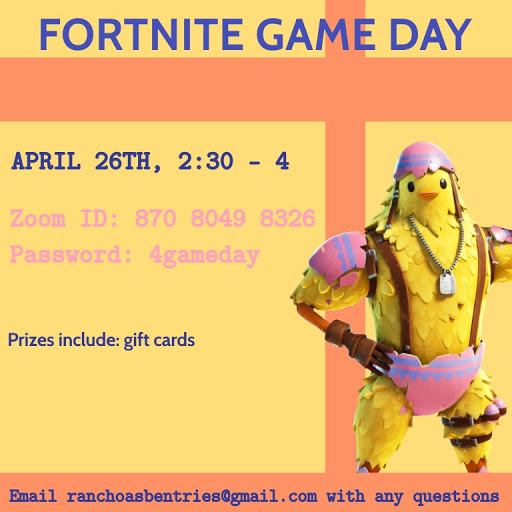 FORTNITE GAME DAY
APRIL 26TH, 2:30 - 4
Zoom ID: 870 8049 8326
Password: 4gameday
Prizes include: gift cards
Email ranchoasbentries@gmail.com with any questions